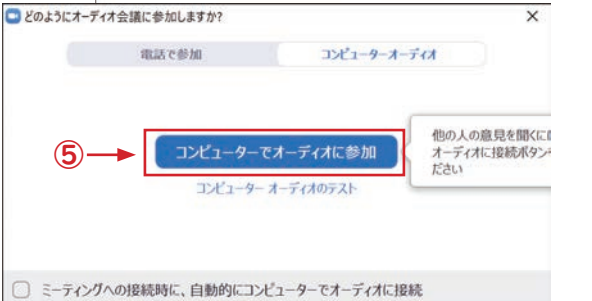 どのようにオーディオ会議に参加しますか?
電話で参加
コンピューターオーディオ
⑤
コンピューターでオーディオに参加
他の人の意見を聞くに
オーディオに接続ボタン
ださい
コンピューター オーディオのテスト
ミーティングへの接続時に、自動的にコンピューターでオーディオに接続